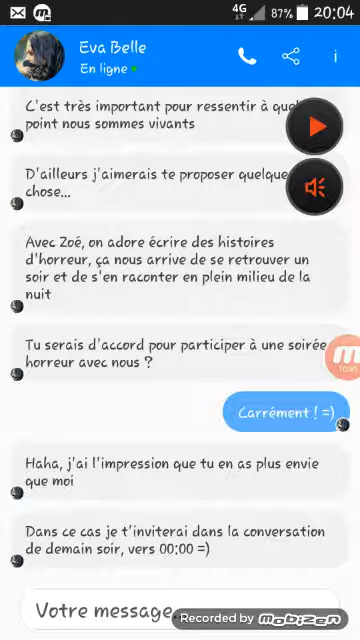 4G 87% 20:04
Eva Belle
En ligne
C'est très important pour ressentir à
point nous sommes vivants
D'ailleurs j'aimerais te proposer quelque
chose...
Avec Zoé, on adore écrire des histoires
d'horreur, ça nous arrive de se retrouver un
soir et de s'en raconter en plein milieu de la
nuit
Tu serais d'accord pour participer à une soirée
horreur avec nous ?
Carrément ! =)
Haha, j'ai l'impression que tu en as plus envie
que moi
Dans ce cas je t'inviterai dans la conversation
de demain soir, vers 00:00 =)
Votre message...
Recorded by MOBIZEN